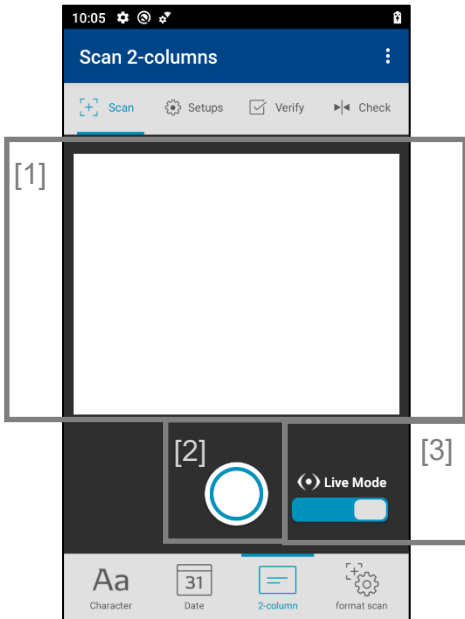 10:05
Scan 2-columns
Scan Setups Verify Check
[1]
[2]
[3]
Live Mode
Aa 31
Character Date 2-column format scan